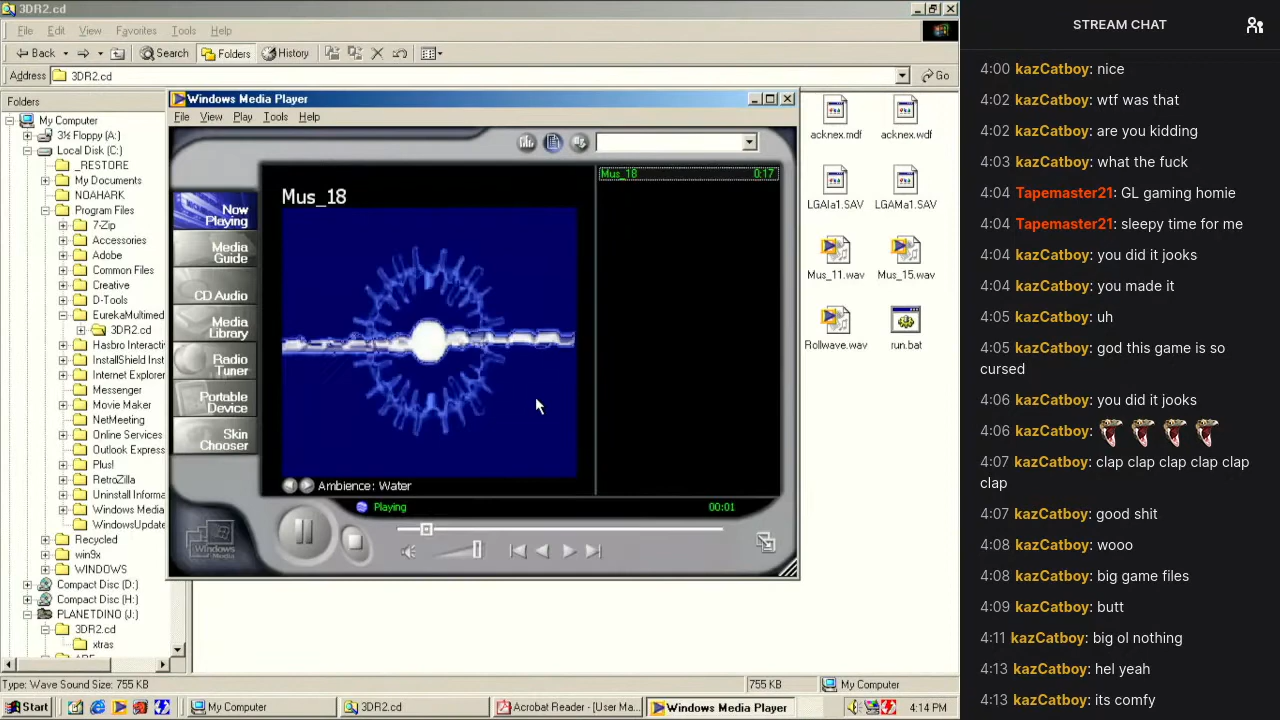 3DR2.cd
File Edit View Favorites Tools Help
Back Search Folders History
Address 3DR2.cd Go
Folders
My Computer
3½ Floppy (A:)
Local Disk (C:)
_RESTORE
My Documents
NOAHARK
Program Files
7-Zip
Accessories
Adobe
Common Files
Creative
D-Tools
EurekaMultimed
3DR2.cd
Hasbro Interactiv
InstallShield Inst
Internet Explorer
Messenger
Movie Maker
NetMeeting
Online Services
Outlook Express
Plus!
RetroZilla
Uninstall Informa
Windows Media
WindowsUpdate
Recycled
win9x
WINDOWS
Compact Disc (D:)
Compact Disc (H:)
PLANETDINO (J:)
3DR2.cd
xtras
Windows Media Player
File View Play Tools Help
Now Playing
Media Guide
CD Audio
Media Library
Radio Tuner
Portable Device
Skin Chooser
Windows Media
Mus_18
Mus_18 0:17
Ambience: Water
Playing 00:01
acknex.mdf acknex.wdf
LGAIa1.SAV LGAMa.SAV
Mus_11.wav Mus_15.wav
Rollwave.wav run.bat
Type: Wave Sound Size: 755 KB 755 KB My Computer
Start My Computer 3DR2.cd Acrobat Reader - [User Ma... Windows Media Player 4:14 PM
STREAM CHAT
4:00 kazCatboy: nice
4:02 kazCatboy: wtf was that
4:02 kazCatboy: are you kidding
4:03 kazCatboy: what the fuck
4:04 Tapemaster21: GL gaming homie
4:04 Tapemaster21: sleepy time for me
4:04 kazCatboy: you did it jooks
4:04 kazCatboy: you made it
4:05 kazCatboy: uh
4:05 kazCatboy: god this game is so
cursed
4:06 kazCatboy: you did it jooks
4:06 kazCatboy:
4:07 kazCatboy: clap clap clap clap clap
clap
4:07 kazCatboy: good shit
4:08 kazCatboy: wooo
4:08 kazCatboy: big game files
4:09 kazCatboy: butt
4:11 kazCatboy: big ol nothing
4:13 kazCatboy: hel yeah
4:13 kazCatboy: its comfy